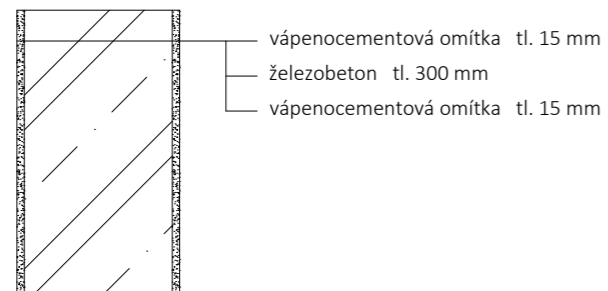 vápenocementová omítka tl. 15 mm
železobeton tl. 300 mm
vápenocementová omítka tl. 15 mm